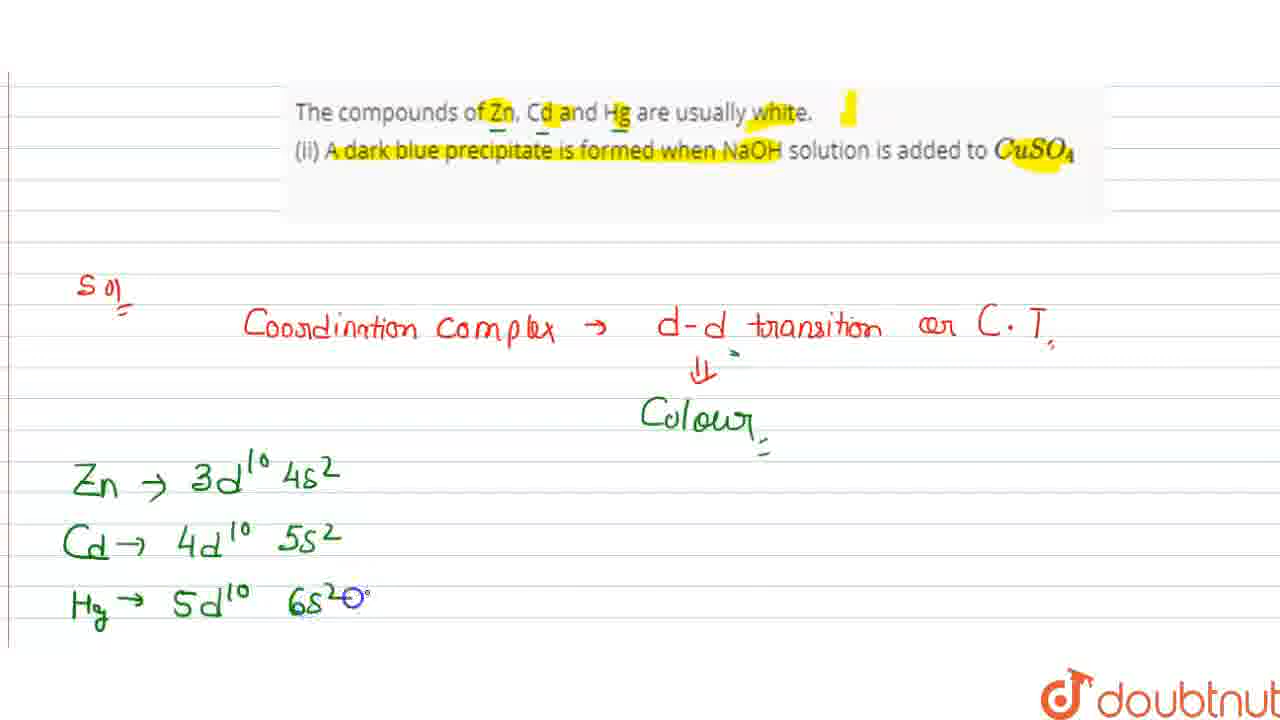 The compounds of Zn, Cd and Hg are usually white.
(ii) A dark blue precipitate is formed when NaOH solution is added to CuSO₄
Sol
Coordination complex → d-d transition or C.T.
⇓
Colour
Zn → 3d¹⁰ 4s²
Cd → 4d¹⁰ 5s²
Hg → 5d¹⁰ 6s²
doubtnut